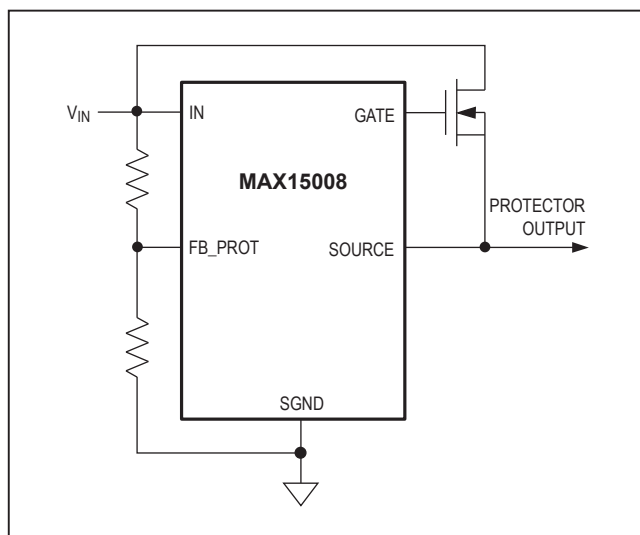 V_IN
IN
GATE
MAX15008
PROTECTOR
OUTPUT
FB_PROT
SOURCE
SGND